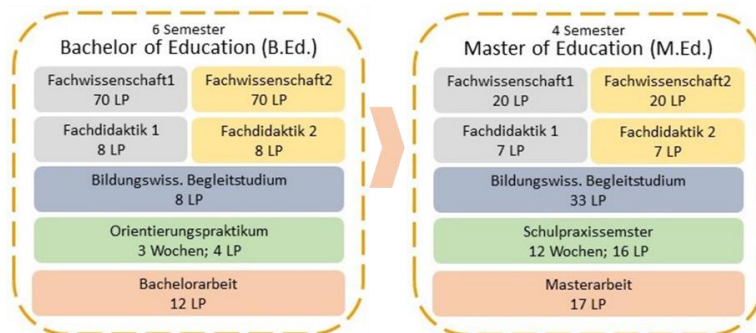 6 Semester
Bachelor of Education (B.Ed.)
Fachwissenschaft1
70 LP
Fachwissenschaft2
70 LP
Fachdidaktik 1
8 LP
Fachdidaktik 2
8 LP
Bildungswiss. Begleitstudium
8 LP
Orientierungspraktikum
3 Wochen; 4 LP
Bachelorarbeit
12 LP
4 Semester
Master of Education (M.Ed.)
Fachwissenschaft1
20 LP
Fachwissenschaft2
20 LP
Fachdidaktik 1
7 LP
Fachdidaktik 2
7 LP
Bildungswiss. Begleitstudium
33 LP
Schulpraxissemster
12 Wochen; 16 LP
Masterarbeit
17 LP